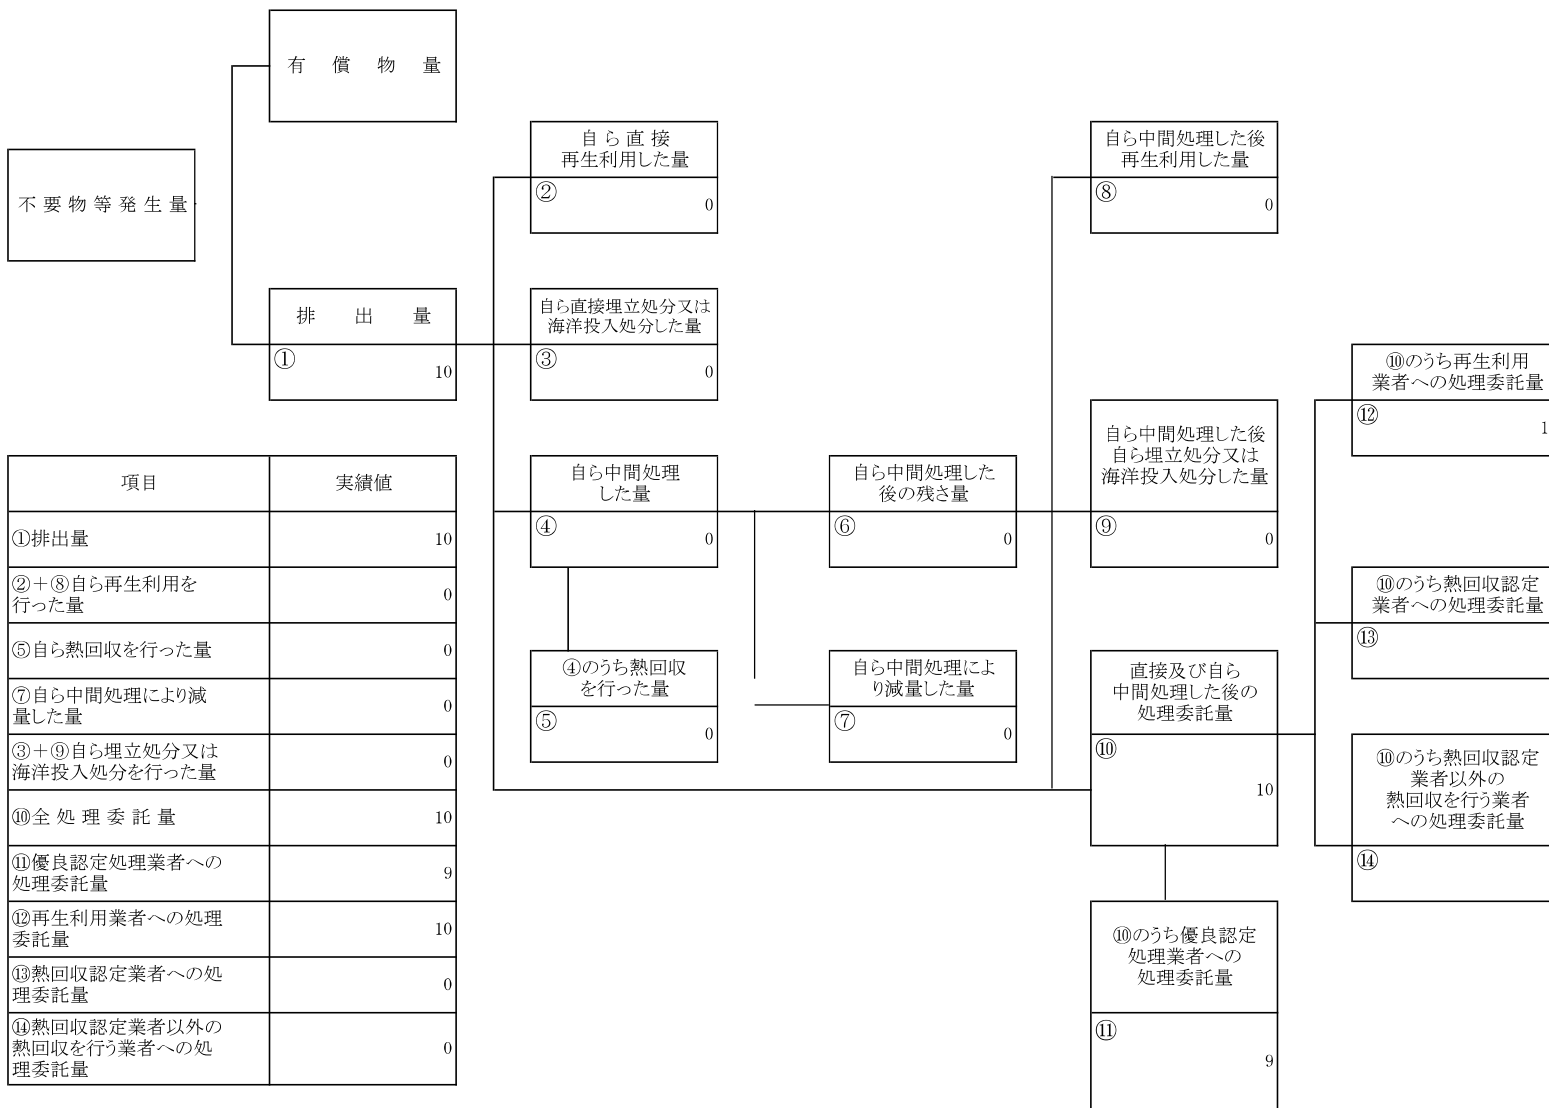 有償物量
不要物等発生量
排出量
①
10
自ら直接
再生利用した量
②
0
自ら直接埋立処分又は
海洋投入処分した量
③
0
自ら中間処理
した量
④
0
④のうち熱回収
を行った量
⑤
0
自ら中間処理した
後の残さ量
⑥
0
自ら中間処理によ
り減量した量
⑦
0
自ら中間処理した後
再生利用した量
⑧
0
自ら中間処理した後
自ら埋立処分又は
海洋投入処分した量
⑨
0
直接及び自ら
中間処理した後の
処理委託量
⑩
10
⑩のうち優良認定
処理業者への
処理委託量
⑪
9
⑩のうち再生利用
業者への処理委託量
⑫
1
⑩のうち熱回収認定
業者への処理委託量
⑬
⑩のうち熱回収認定
業者以外の
熱回収を行う業者
への処理委託量
⑭
項目 実績値
①排出量 10
②+⑧自ら再生利用を
行った量 0
⑤自ら熱回収を行った量 0
⑦自ら中間処理により減
量した量 0
③+⑨自ら埋立処分又は
海洋投入処分を行った量 0
⑩全処理委託量 10
⑪優良認定処理業者への
処理委託量 9
⑫再生利用業者への処理
委託量 10
⑬熱回収認定業者への処
理委託量 0
⑭熱回収認定業者以外の
熱回収を行う業者への処
理委託量 0